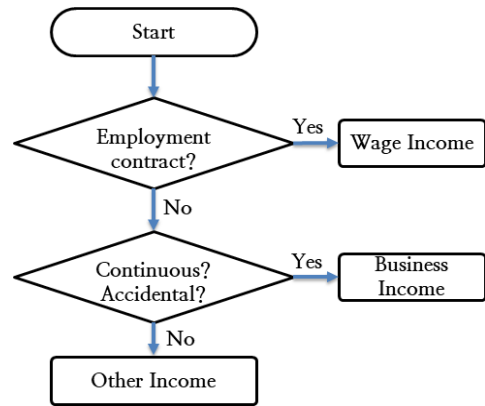 Start
Employment
contract?
Yes
Wage Income
No
Continuous?
Accidental?
Yes
Business
Income
No
Other Income